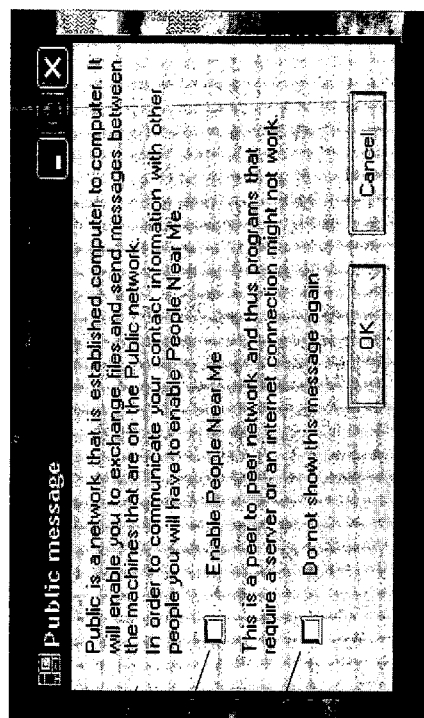 Public message
Public is a network that is established computer to computer. It
will enable you to exchange files and send messages between
the machines that are on the Public network.
In order to communicate your contact information with other
people you will have to enable People Near Me.
Enable People Near Me
This is a peer to peer network and thus programs that
require a server or an internet connection might not work.
Do not show this message again
OK
Cancel